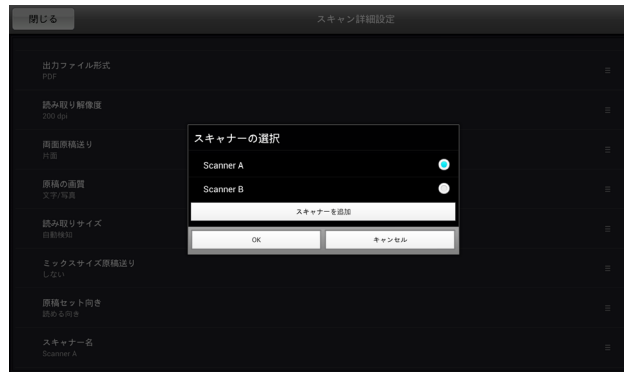 閉じる
スキャン詳細設定
出力ファイル形式
PDF
読み取り解像度
200 dpi
両面原稿送り
片面
原稿の画質
文字/写真
読み取りサイズ
自動検知
ミックスサイズ原稿送り
しない
原稿セット向き
読める向き
スキャナー名
Scanner A
スキャナーの選択
Scanner A
Scanner B
スキャナーを追加
OK
キャンセル